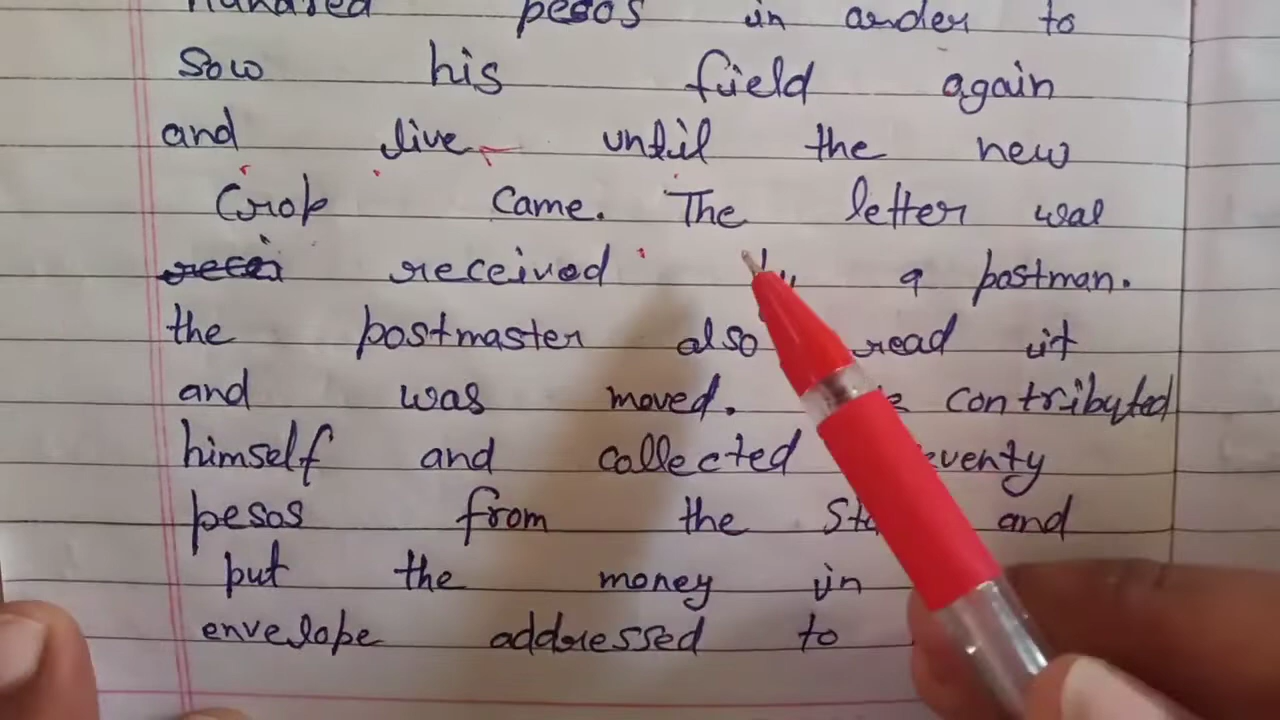 hundred pesos in order to
sow his field again
and live until the new
Crop came. The letter was
received by a postman.
the postmaster also read it
and was moved. contributed
himself and collected
pesos from the and
put the money in
envelope addressed to